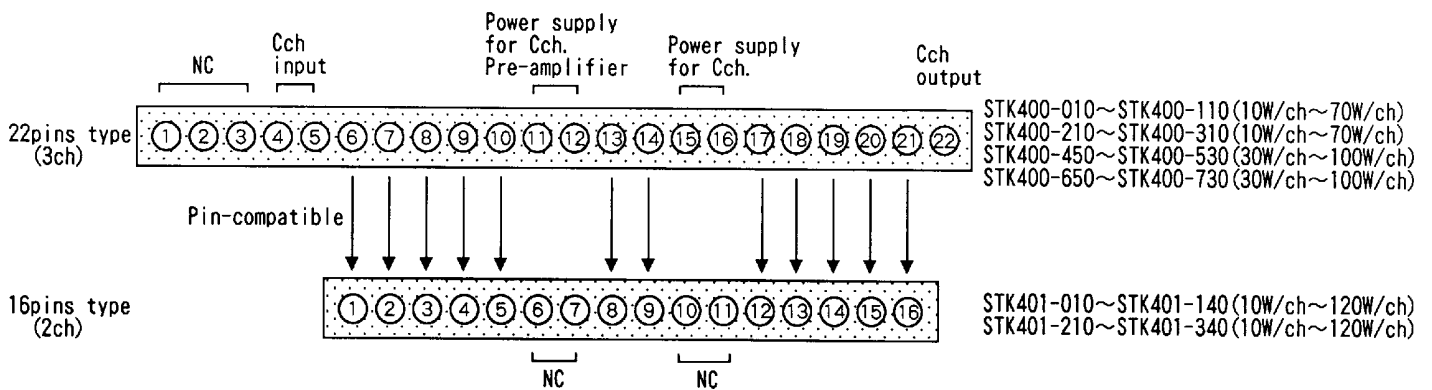 Power supply
for Cch.
Pre-amplifier
NC
Cch
input
Power supply
for Cch.
Cch
output
22pins type
(3ch)
① ② ③ ④ ⑤ ⑥ ⑦ ⑧ ⑨ ⑩ ⑪ ⑫ ⑬ ⑭ ⑮ ⑯ ⑰ ⑱ ⑲ ⑳ ㉑ ㉒
STK400-010~STK400-110(10W/ch~70W/ch)
STK400-210~STK400-310(10W/ch~70W/ch)
STK400-450~STK400-530(30W/ch~100W/ch)
STK400-650~STK400-730(30W/ch~100W/ch)
Pin-compatible
16pins type
(2ch)
① ② ③ ④ ⑤ ⑥ ⑦ ⑧ ⑨ ⑩ ⑪ ⑫ ⑬ ⑭ ⑮ ⑯
STK401-010~STK401-140(10W/ch~120W/ch)
STK401-210~STK401-340(10W/ch~120W/ch)
NC
NC